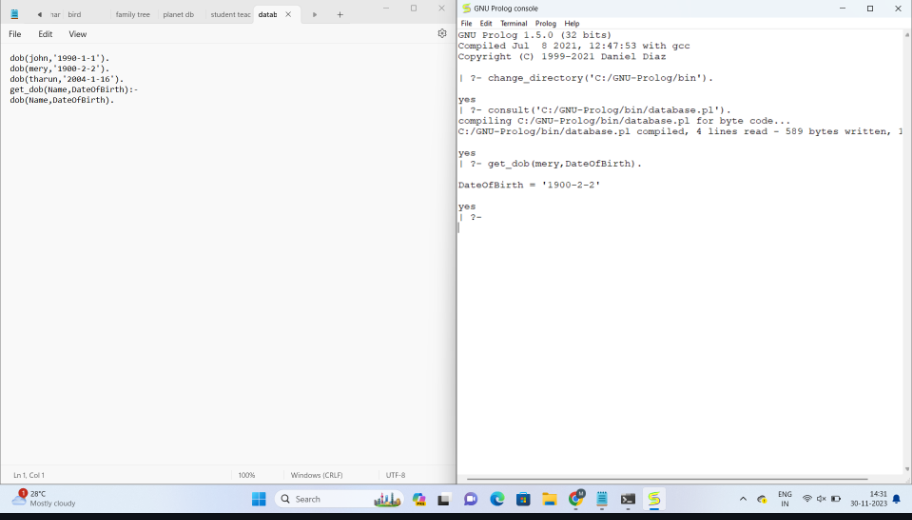 nar bird family tree planet db student teac datab
File Edit View
dob(john,'1990-1-1').
dob(mery,'1900-2-2').
dob(tharun,'2004-1-16').
get_dob(Name,DateOfBirth):-
dob(Name,DateOfBirth).
Ln 1, Col 1 100% Windows (CRLF) UTF-8
GNU Prolog console
File Edit Terminal Prolog Help
GNU Prolog 1.5.0 (32 bits)
Compiled Jul  8 2021, 12:47:53 with gcc
Copyright (C) 1999-2021 Daniel Diaz
| ?- change_directory('C:/GNU-Prolog/bin').
yes
| ?- consult('C:/GNU-Prolog/bin/database.pl').
compiling C:/GNU-Prolog/bin/database.pl for byte code...
C:/GNU-Prolog/bin/database.pl compiled, 4 lines read - 589 bytes written,
yes
| ?- get_dob(mery,DateOfBirth).
DateOfBirth = '1900-2-2'
yes
| ?-
1
28°C
Mostly cloudy
Search
ENG
IN
14:31
30-11-2023